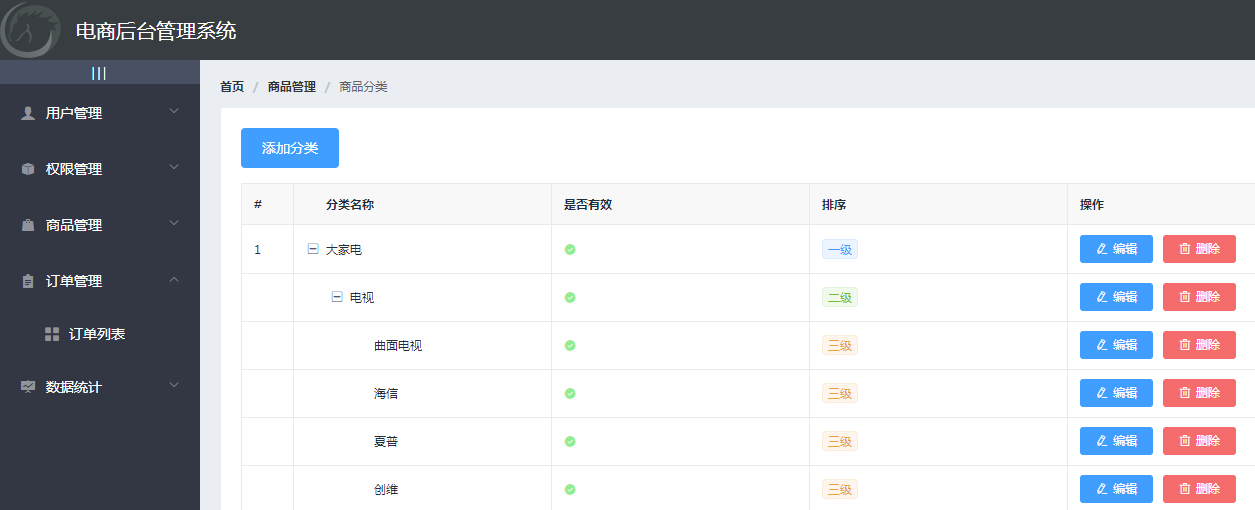 电商后台管理系统
|||
用户管理
权限管理
商品管理
订单管理
订单列表
数据统计
首页 / 商品管理 / 商品分类
添加分类
# 分类名称 是否有效 排序 操作
1 大家电 一级 编辑 删除
电视 二级 编辑 删除
曲面电视 三级 编辑 删除
海信 三级 编辑 删除
夏普 三级 编辑 删除
创维 三级 编辑 删除